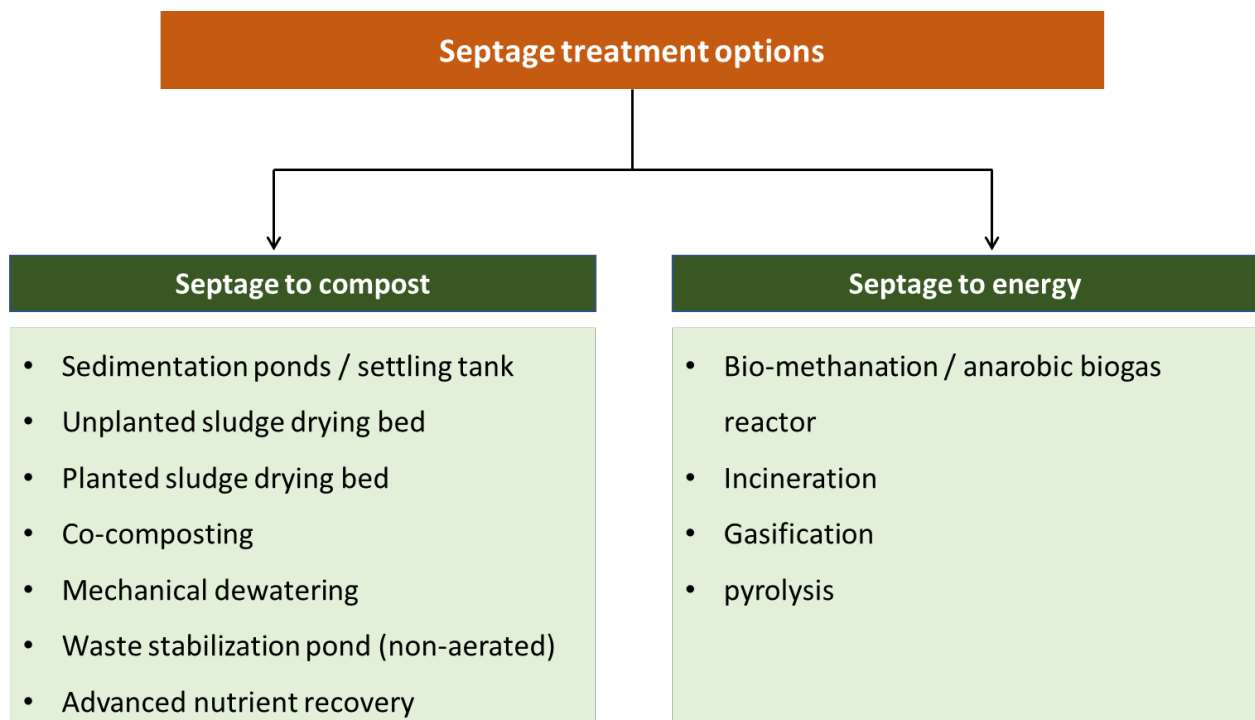 Septage treatment options
Septage to compost
• Sedimentation ponds / settling tank
• Unplanted sludge drying bed
• Planted sludge drying bed
• Co-composting
• Mechanical dewatering
• Waste stabilization pond (non-aerated)
• Advanced nutrient recovery
Septage to energy
• Bio-methanation / anarobic biogas
reactor
• Incineration
• Gasification
• pyrolysis